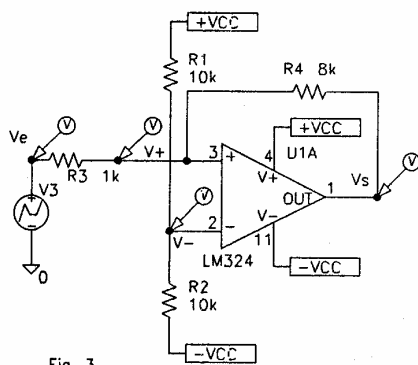 +VCC
R1
10k
R4 8k
+VCC
Ve
V
V
R3
1k
V+
3
+
4
V+
U1A
V
V3
V
OUT
1
Vs
V-
2
-
V-
11
LM324
0
R2
10k
-VCC
-VCC
Fig. 3